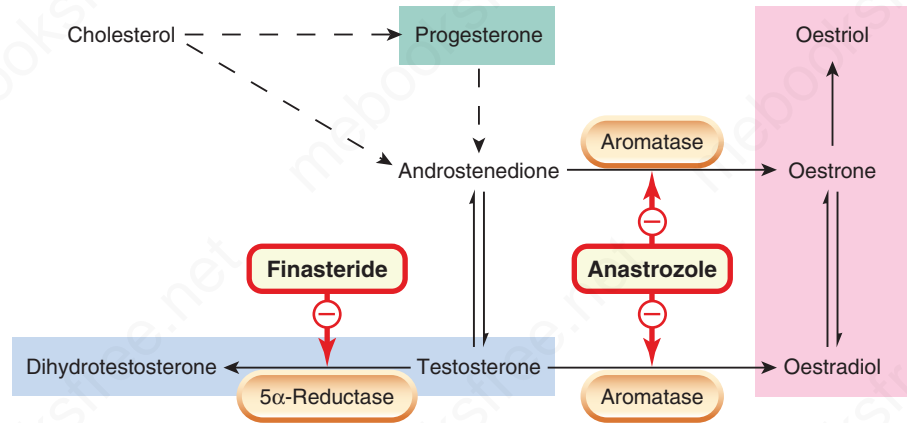 Cholesterol
Progesterone
Oestriol
Aromatase
Androstenedione
Oestrone
Finasteride
Anastrozole
Dihydrotestosterone
Testosterone
Oestradiol
5α-Reductase
Aromatase